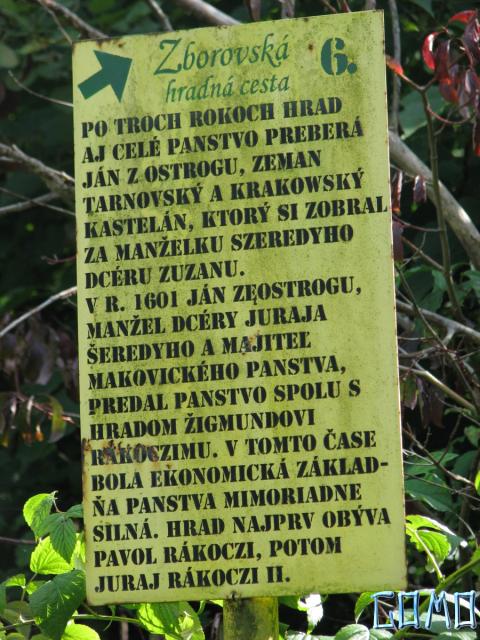 Zborovská 6.
hradná cesta
PO TROCH ROKOCH HRAD
AJ CELÉ PANSTVO PREBERÁ
JÁN Z OSTROGU, ZEMAN
TARNOVSKÝ A KRAKOWSKÝ
KASTELÁN, KTORÝ SI ZOBRAL
ZA MANŽELKU SZEREDYHO
DCÉRU ZUZANU.
V R. 1601 JÁN ZEOSTROGU,
MANŽEL DCÉRY JURAJA
ŠEREDYHO A MAJITEĽ
MAKOVICKÉHO PANSTVA,
PREDAL PANSTVO SPOLU S
HRADOM ŽIGMUNDOVI
RÁKOCZIMU. V TOMTO ČASE
BOLA EKONOMICKÁ ZÁKLAD-
ŇA PANSTVA MIMORIADNE
SILNÁ. HRAD NAJPRV OBÝVA
PAVOL RÁKOCZI, POTOM
JURAJ RÁKOCZI II.
COMO